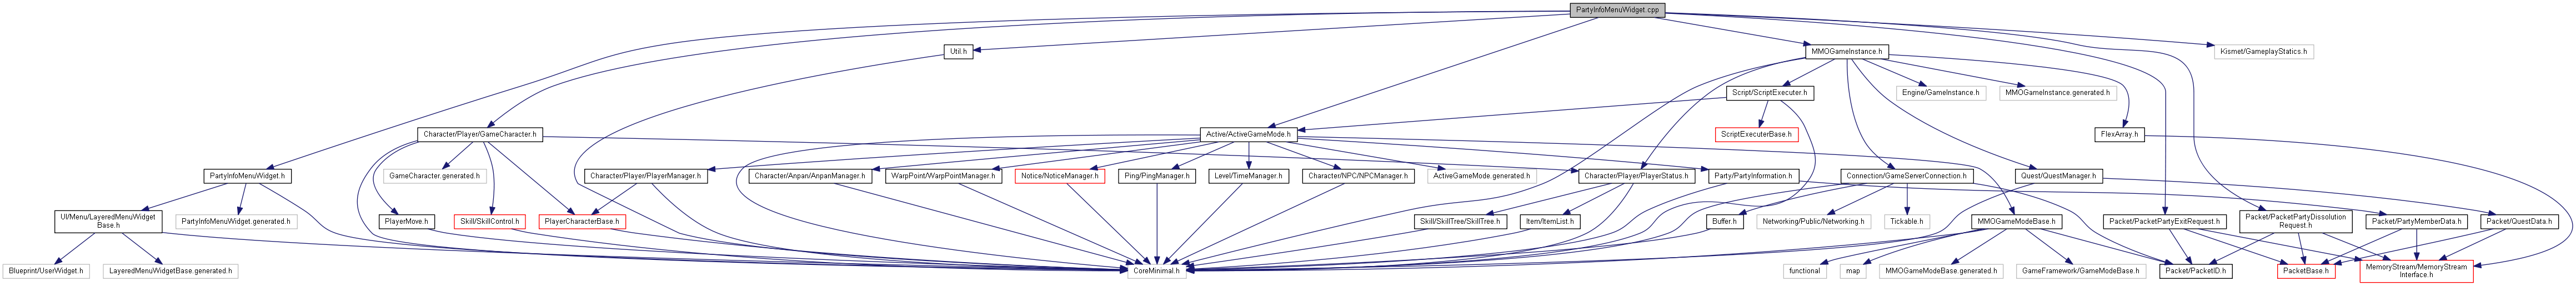 PartyInfoMenuWidget.cpp
Util.h
MMOGameInstance.h
Kismet/GameplayStatics.h
Script/ScriptExecuter.h
Engine/GameInstance.h
MMOGameInstance.generated.h
Character/Player/GameCharacter.h
Active/ActiveGameMode.h
ScriptExecuterBase.h
FlexArray.h
PartyInfoMenuWidget.h
GameCharacter.generated.h
Character/Player/PlayerManager.h
Character/Anpan/AnpanManager.h
WarpPoint/WarpPointManager.h
Notice/NoticeManager.h
Ping/PingManager.h
Level/TimeManager.h
Character/NPC/NPCManager.h
ActiveGameMode.generated.h
Character/Player/PlayerStatus.h
Party/PartyInformation.h
Connection/GameServerConnection.h
Quest/QuestManager.h
UI/Menu/LayeredMenuWidget
Base.h
PartyInfoMenuWidget.generated.h
PlayerMove.h
Skill/SkillControl.h
PlayerCharacterBase.h
Skill/SkillTree/SkillTree.h
Item/ItemList.h
Buffer.h
Networking/Public/Networking.h
Tickable.h
MMOGameModeBase.h
Packet/PacketPartyExitRequest.h
Packet/PacketPartyDissolution
Request.h
Packet/PartyMemberData.h
Packet/QuestData.h
Blueprint/UserWidget.h
LayeredMenuWidgetBase.generated.h
CoreMinimal.h
functional
map
MMOGameModeBase.generated.h
GameFramework/GameModeBase.h
Packet/PacketID.h
PacketBase.h
MemoryStream/MemoryStream
Interface.h